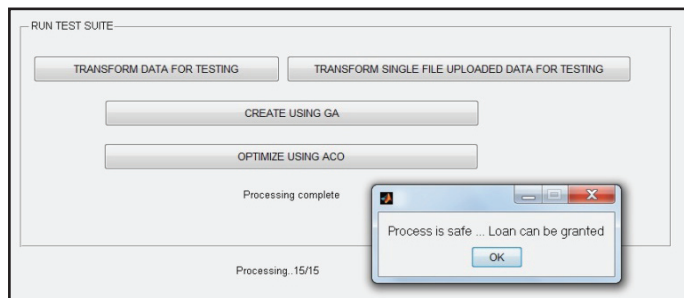 RUN TEST SUITE
TRANSFORM DATA FOR TESTING
TRANSFORM SINGLE FILE UPLOADED DATA FOR TESTING
CREATE USING GA
OPTIMIZE USING ACO
Processing complete
Process is safe ... Loan can be granted
OK
Processing..15/15